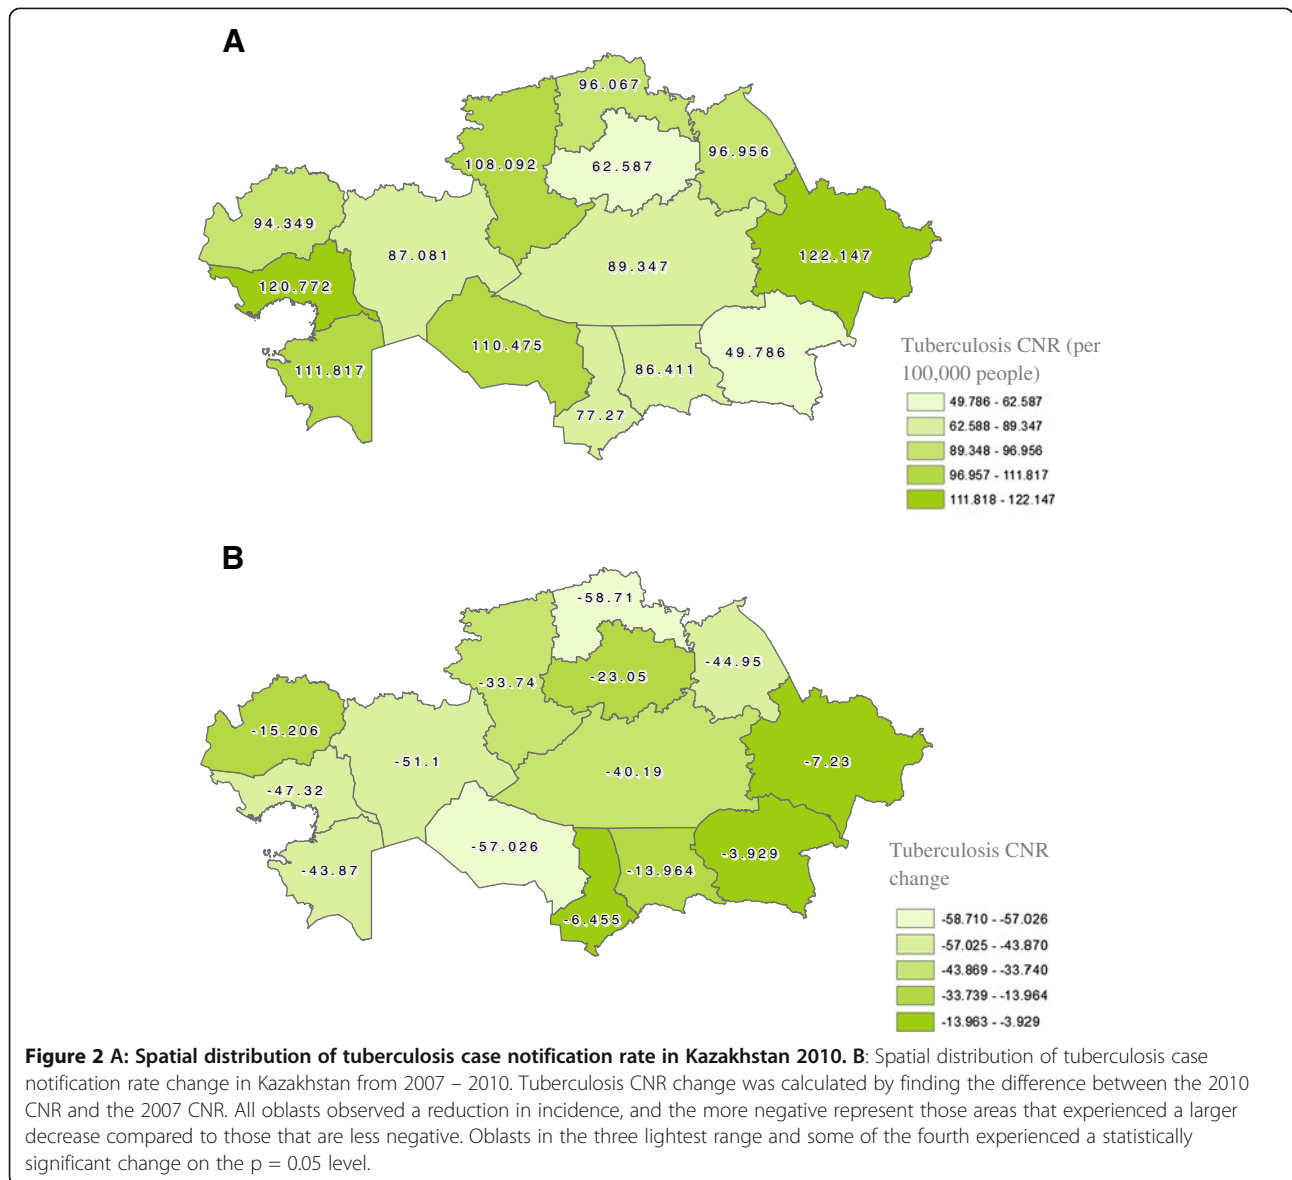 A
96.067
96.956
108.092
62.587
94.349
87.081
122.147
89.347
120.772
110.475
49.786
111.817
86.411
77.27
Tuberculosis CNR (per
100,000 people)
49.786 - 62.587
62.588 - 89.347
89.348 - 96.956
96.957 - 111.817
111.818 - 122.147
B
-58.71
-44.95
-33.74
-23.05
-15.206
-51.1
-7.23
-40.19
-47.32
-57.026
-3.929
-43.87
-13.964
-6.455
Tuberculosis CNR
change
-58.710 - -57.026
-57.025 - -43.870
-43.869 - -33.740
-33.739 - -13.964
-13.963 - -3.929
Figure 2 A: Spatial distribution of tuberculosis case notification rate in Kazakhstan 2010. B: Spatial distribution of tuberculosis case
notification rate change in Kazakhstan from 2007 – 2010. Tuberculosis CNR change was calculated by finding the difference between the 2010
CNR and the 2007 CNR. All oblasts observed a reduction in incidence, and the more negative represent those areas that experienced a larger
decrease compared to those that are less negative. Oblasts in the three lightest range and some of the fourth experienced a statistically
significant change on the p = 0.05 level.